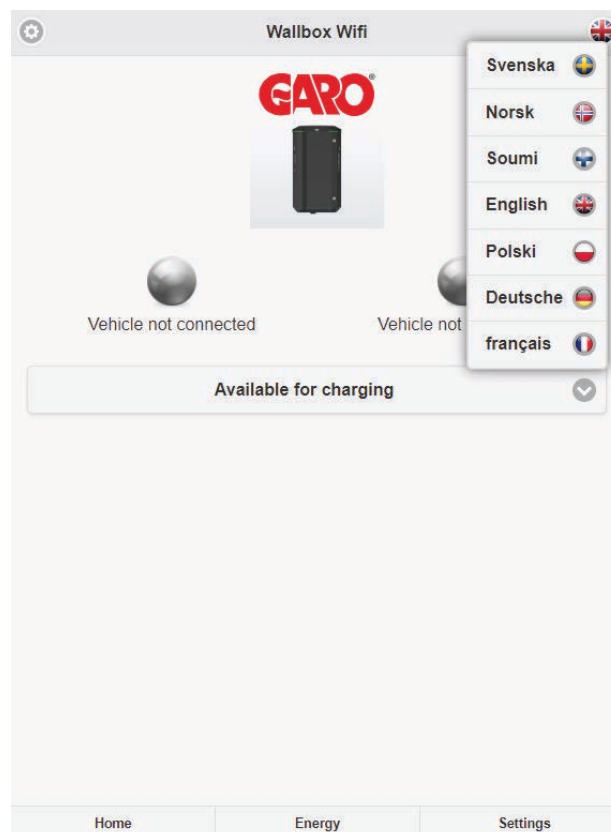 Wallbox Wifi
Svenska
GARO®
Norsk
Soumi
English
Polski
Deutsche
français
Vehicle not connected
Vehicle not
Available for charging
Home
Energy
Settings